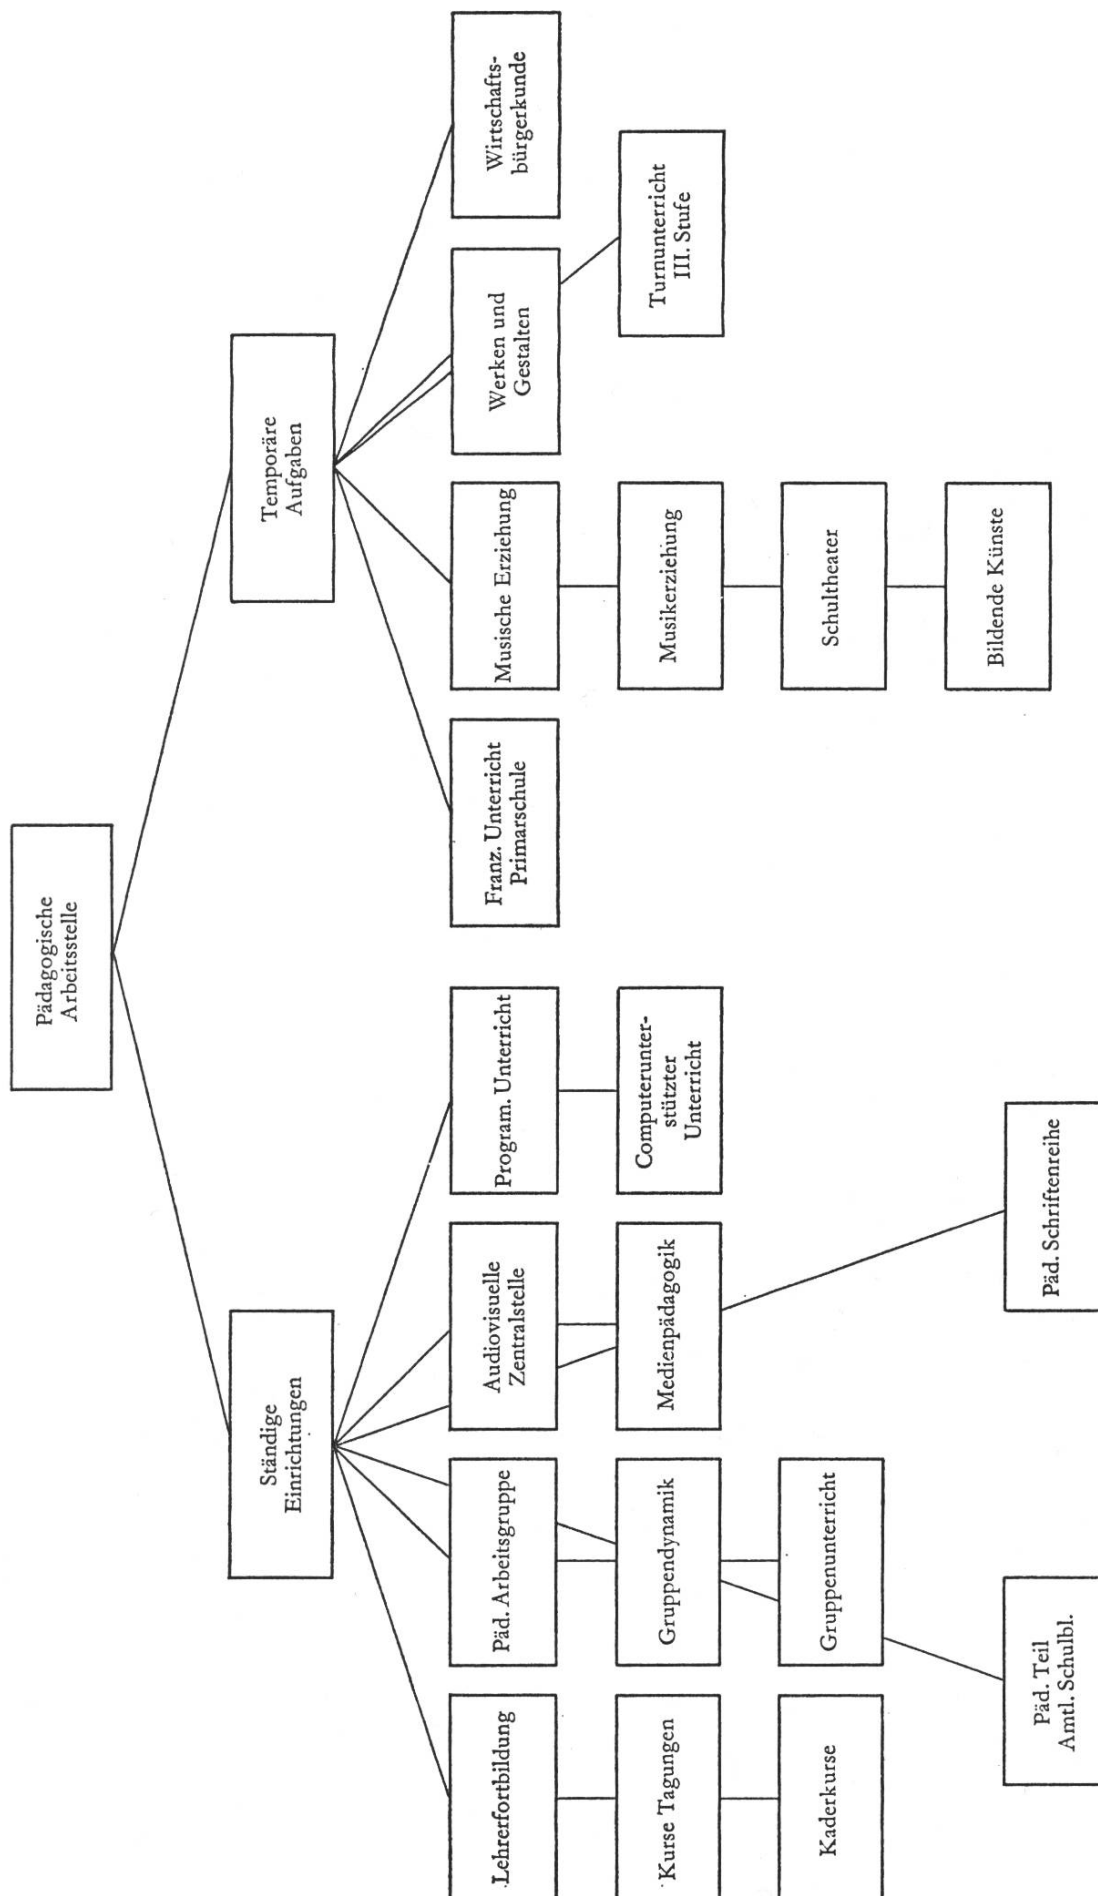 Pädagogische
Arbeitsstelle
Ständige
Einrichtungen
Temporäre
Aufgaben
Lehrerfortbildung
Päd. Arbeitsgruppe
Audiovisuelle
Zentralstelle
Program. Unterricht
Franz. Unterricht
Primarschule
Musische Erziehung
Werken und
Gestalten
Wirtschafts-
bürgerkunde
Kurse Tagungen
Gruppendynamik
Medienpädagogik
Computerunter-
stützter
Unterricht
Musikerziehung
Turnunterricht
III. Stufe
Kaderkurse
Gruppenunterricht
Schultheater
Bildende Künste
Päd. Teil
Amtl. Schulbl.
Päd. Schriftenreihe